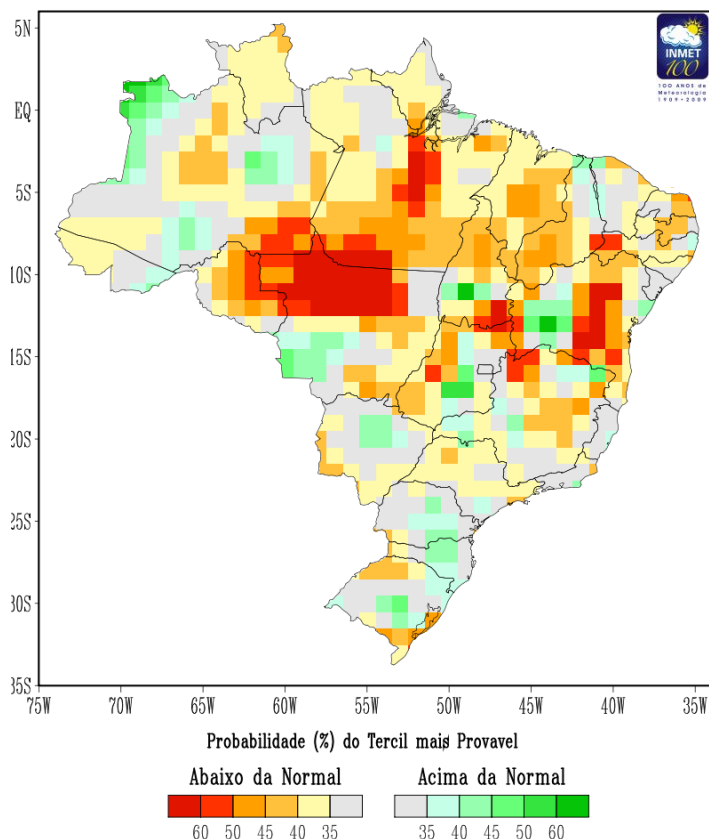 5N
INMET
100
100 ANOS de
Meteorologia
1909-2009
EQ
5S
10S
15S
20S
25S
30S
35S
75W 70W 65W 60W 55W 50W 45W 40W 35W
Probabilidade (%) do Tercil mais Provavel
Abaixo da Normal Acima da Normal
60 50 45 40 35 35 40 45 50 60